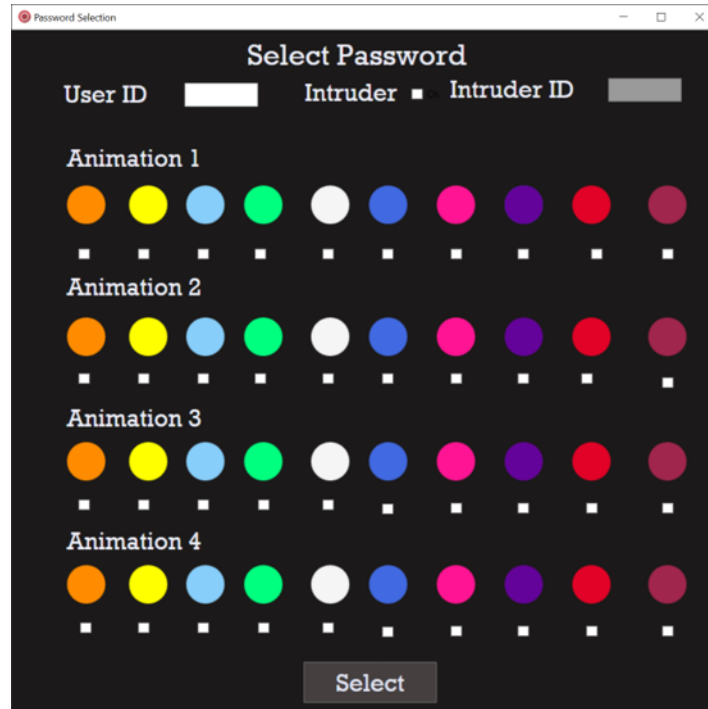 Password Selection
Select Password
User ID Intruder Intruder ID
Animation 1
Animation 2
Animation 3
Animation 4
Select